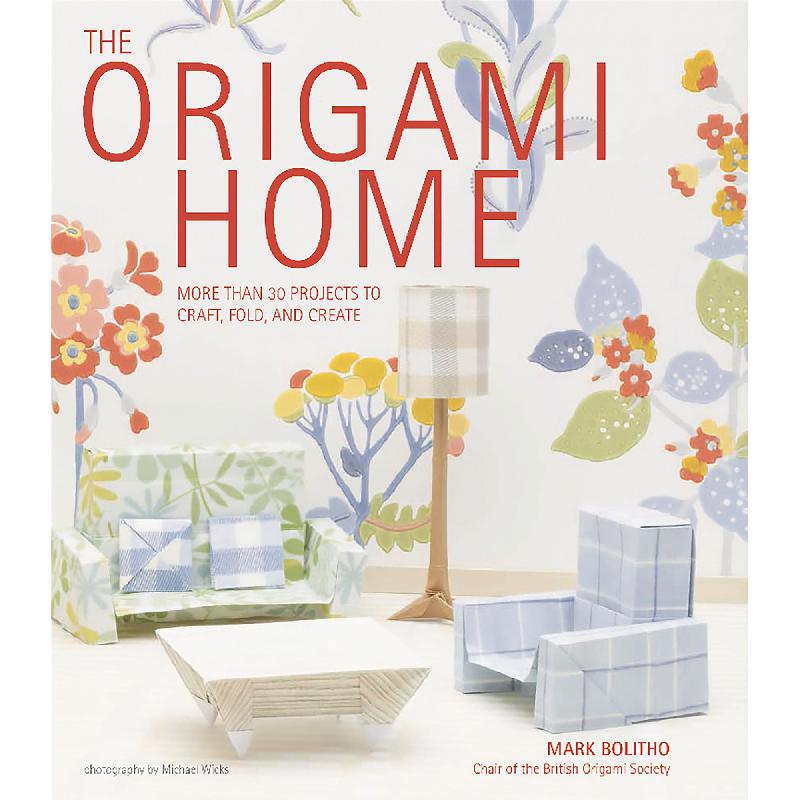 THE
ORIGAMI
HOME
MORE THAN 30 PROJECTS TO
CRAFT, FOLD, AND CREATE
MARK BOLITHO
photography by Michael Wicks
Chair of the British Origami Society